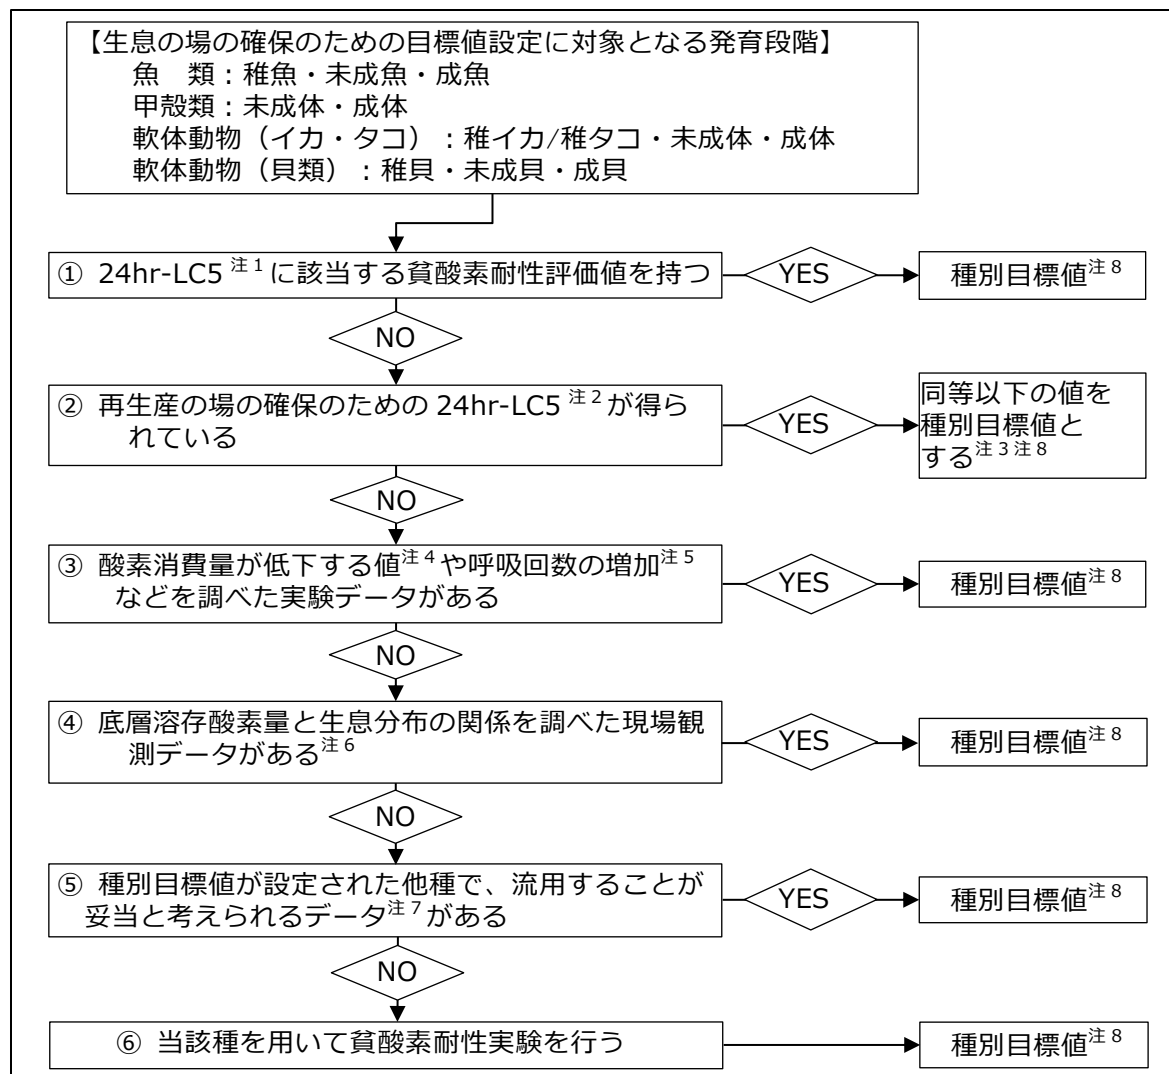 【生息の場の確保のための目標値設定に対象となる発育段階】
魚　類：稚魚・未成魚・成魚
甲殻類：未成体・成体
軟体動物（イカ・タコ）：稚イカ/稚タコ・未成体・成体
軟体動物（貝類）：稚貝・未成貝・成貝
① 24hr-LC5 注1に該当する貧酸素耐性評価値を持つ
YES
種別目標値注8
NO
② 再生産の場の確保のための 24hr-LC5 注2が得ら
れている
YES
同等以下の値を
種別目標値と
する注3注8
NO
③ 酸素消費量が低下する値注4や呼吸回数の増加注5
などを調べた実験データがある
YES
種別目標値注8
NO
④ 底層溶存酸素量と生息分布の関係を調べた現場観
測データがある注6
YES
種別目標値注8
NO
⑤ 種別目標値が設定された他種で、流用することが
妥当と考えられるデータ注7がある
YES
種別目標値注8
NO
⑥ 当該種を用いて貧酸素耐性実験を行う
種別目標値注8